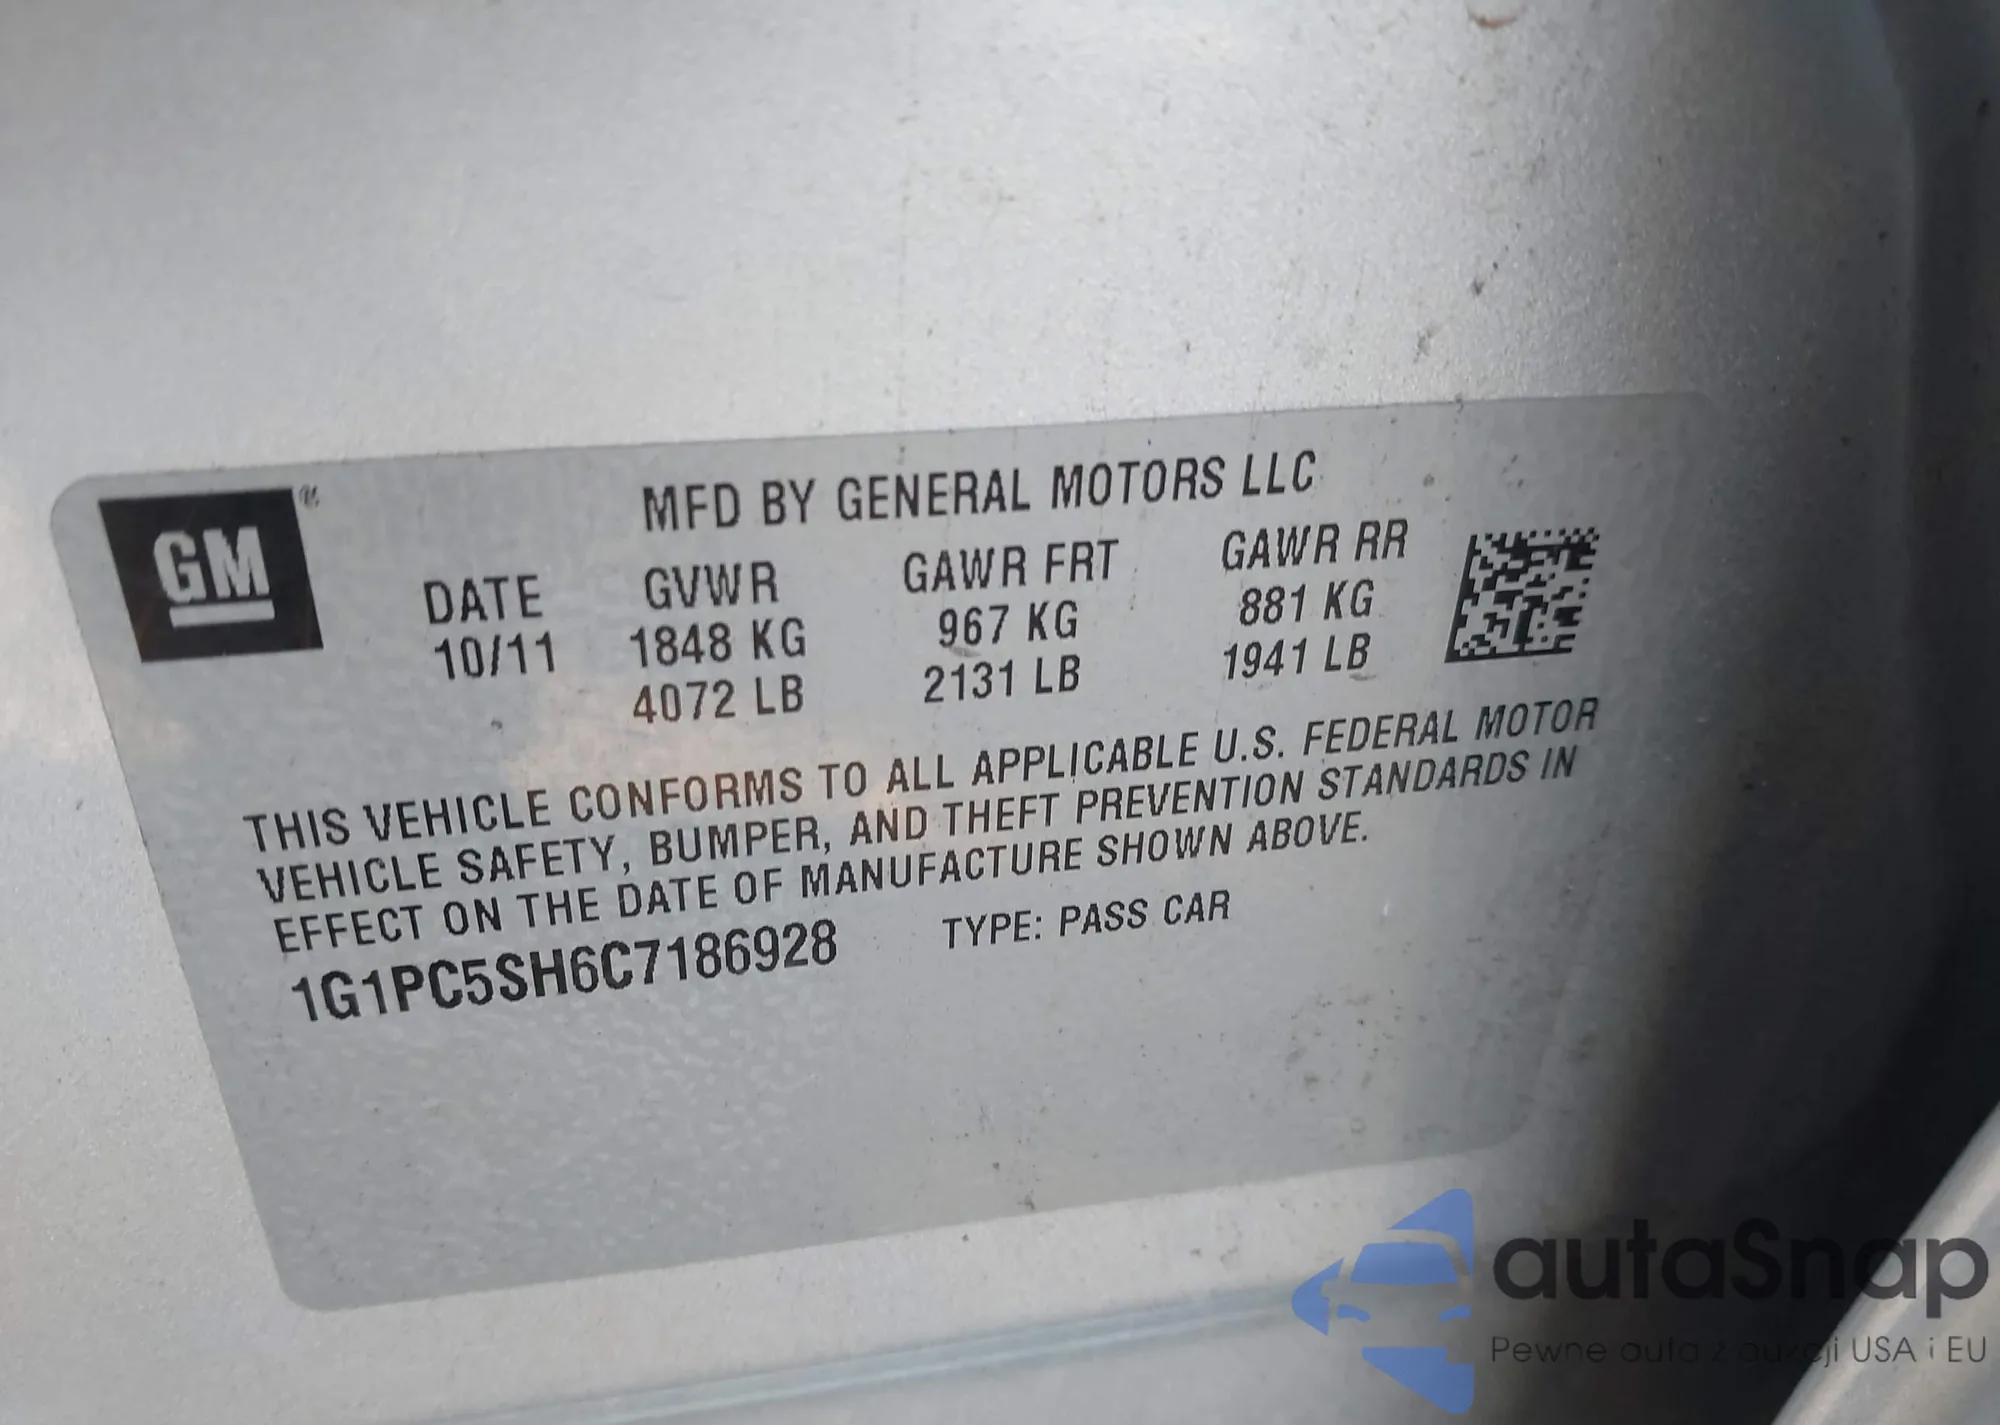 GM
MFD BY GENERAL MOTORS LLC
DATE GVWR GAWR FRT GAWR RR
10/11 1848 KG 967 KG 881 KG
4072 LB 2131 LB 1941 LB
THIS VEHICLE CONFORMS TO ALL APPLICABLE U.S. FEDERAL MOTOR
VEHICLE SAFETY, BUMPER, AND THEFT PREVENTION STANDARDS IN
EFFECT ON THE DATE OF MANUFACTURE SHOWN ABOVE.
1G1PC5SH6C7186928 TYPE: PASS CAR
autaSnap
Pewne auta z aukcji USA i EU